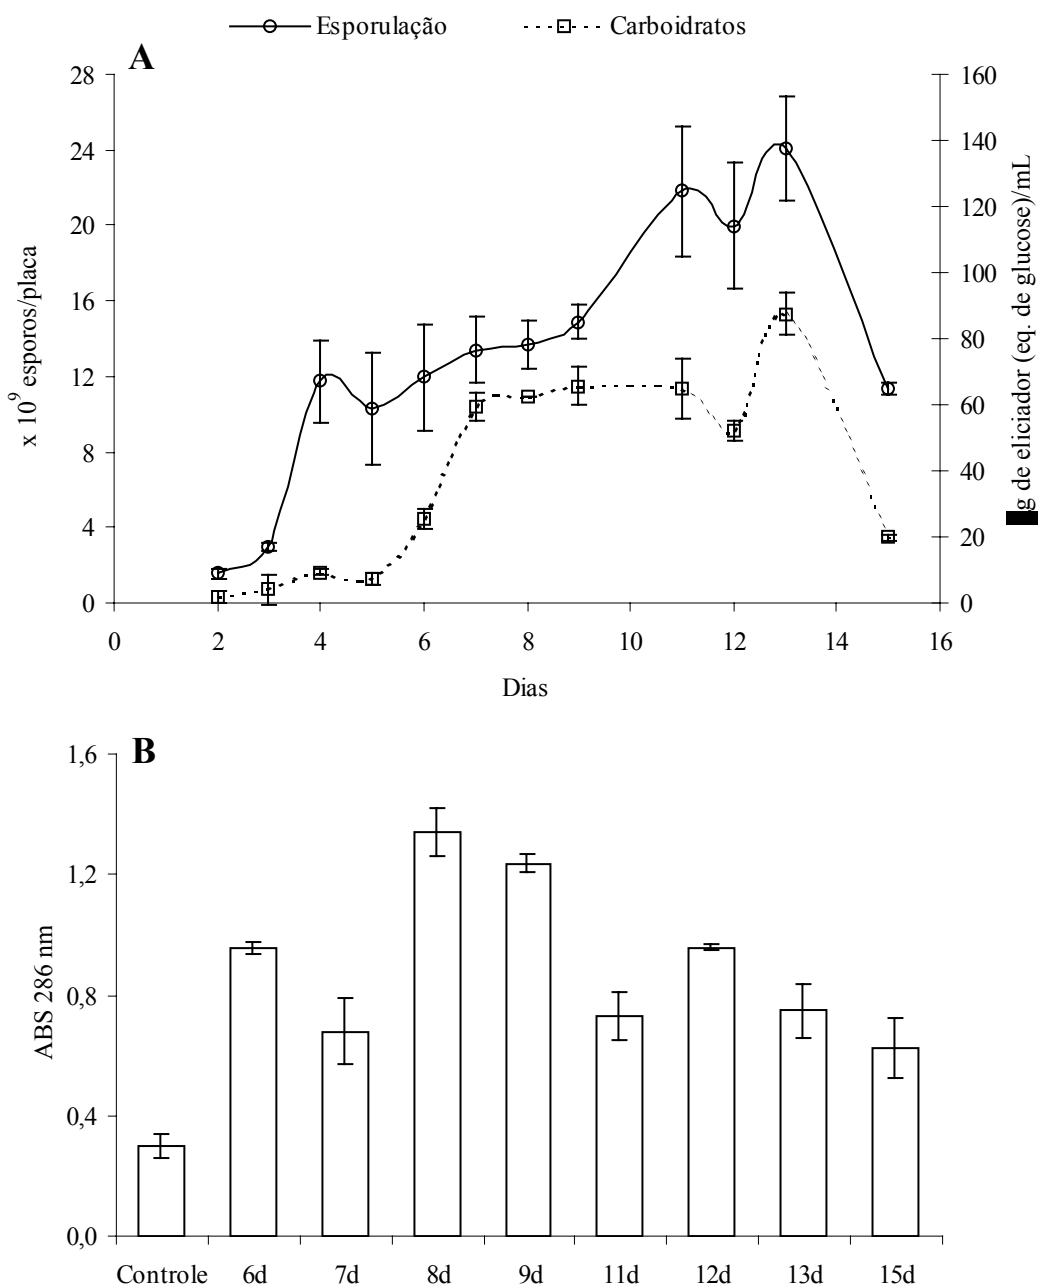 Esporulação Carboidratos
A
28 160
24 140
20 120
16 100
12 80
8 60
4 40
0 20
0
x 10⁹ esporos/placa
g de eliciador (eq. de glucose)/mL
0 2 4 6 8 10 12 14 16
Dias
B
1,6
1,2
0,8
0,4
0,0
ABS 286 nm
Controle 6d 7d 8d 9d 11d 12d 13d 15d